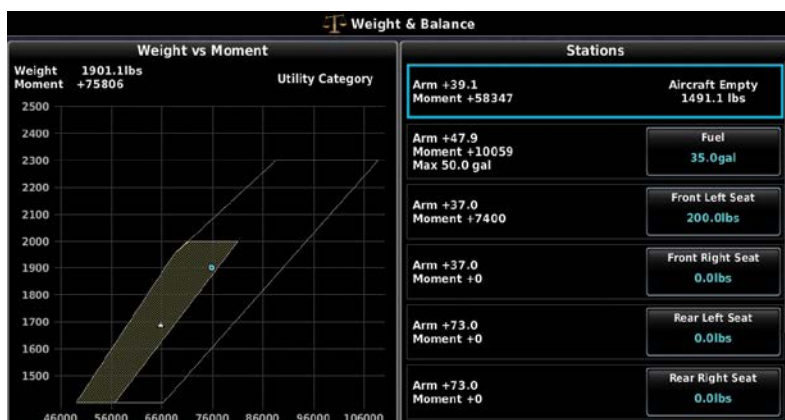 Weight & Balance
Weight vs Moment
Weight 1901.1lbs
Moment +75806
Utility Category
2500
2400
2300
2200
2100
2000
1900
1800
1700
1600
1500
46000 56000 66000 76000 86000 96000 106000
Stations
Arm +39.1
Moment +58347
Aircraft Empty
1491.1 lbs
Arm +47.9
Moment +10059
Max 50.0 gal
Fuel
35.0gal
Arm +37.0
Moment +7400
Front Left Seat
200.0lbs
Arm +37.0
Moment +0
Front Right Seat
0.0lbs
Arm +73.0
Moment +0
Rear Left Seat
0.0lbs
Arm +73.0
Moment +0
Rear Right Seat
0.0lbs